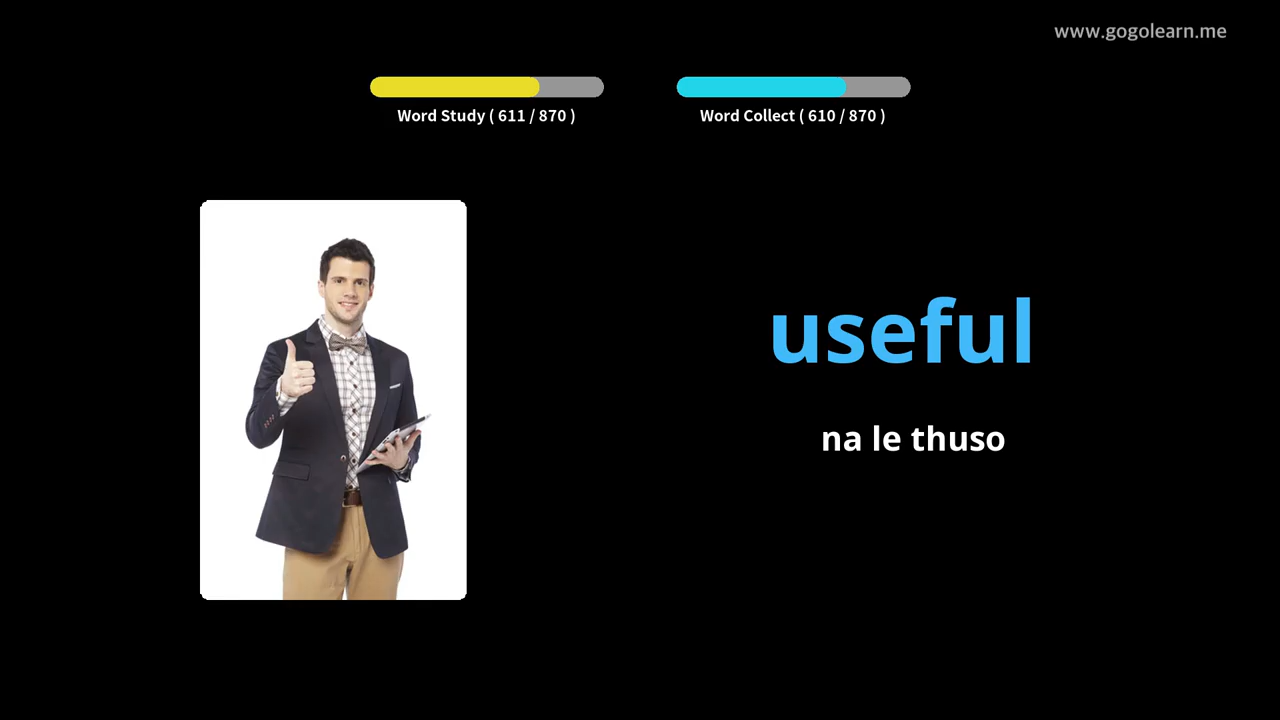 www.gogolearn.me
Word Study ( 611 / 870 )
Word Collect ( 610 / 870 )
useful
na le thuso